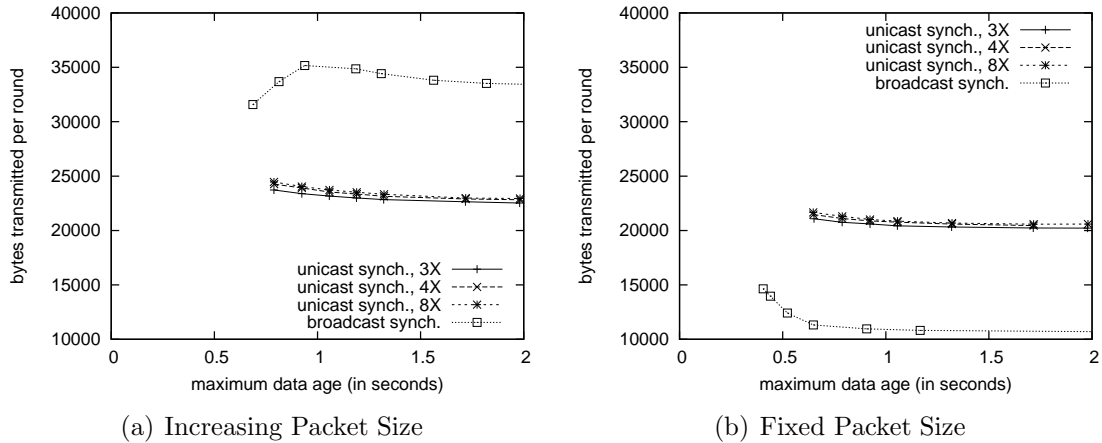 40000
35000
30000
25000
20000
15000
10000
bytes transmitted per round
unicast synch., 3X
unicast synch., 4X
unicast synch., 8X
broadcast synch.
0 0.5 1 1.5 2
maximum data age (in seconds)
(a) Increasing Packet Size
40000
35000
30000
25000
20000
15000
10000
bytes transmitted per round
unicast synch., 3X
unicast synch., 4X
unicast synch., 8X
broadcast synch.
0 0.5 1 1.5 2
maximum data age (in seconds)
(b) Fixed Packet Size